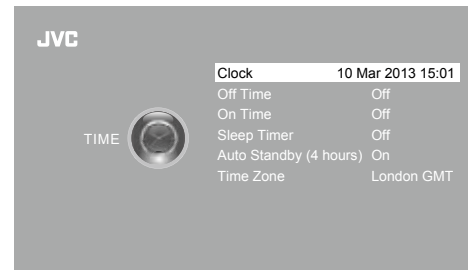 JVC
TIME
Clock 10 Mar 2013 15:01
Off Time Off
On Time Off
Sleep Timer Off
Auto Standby (4 hours) On
Time Zone London GMT